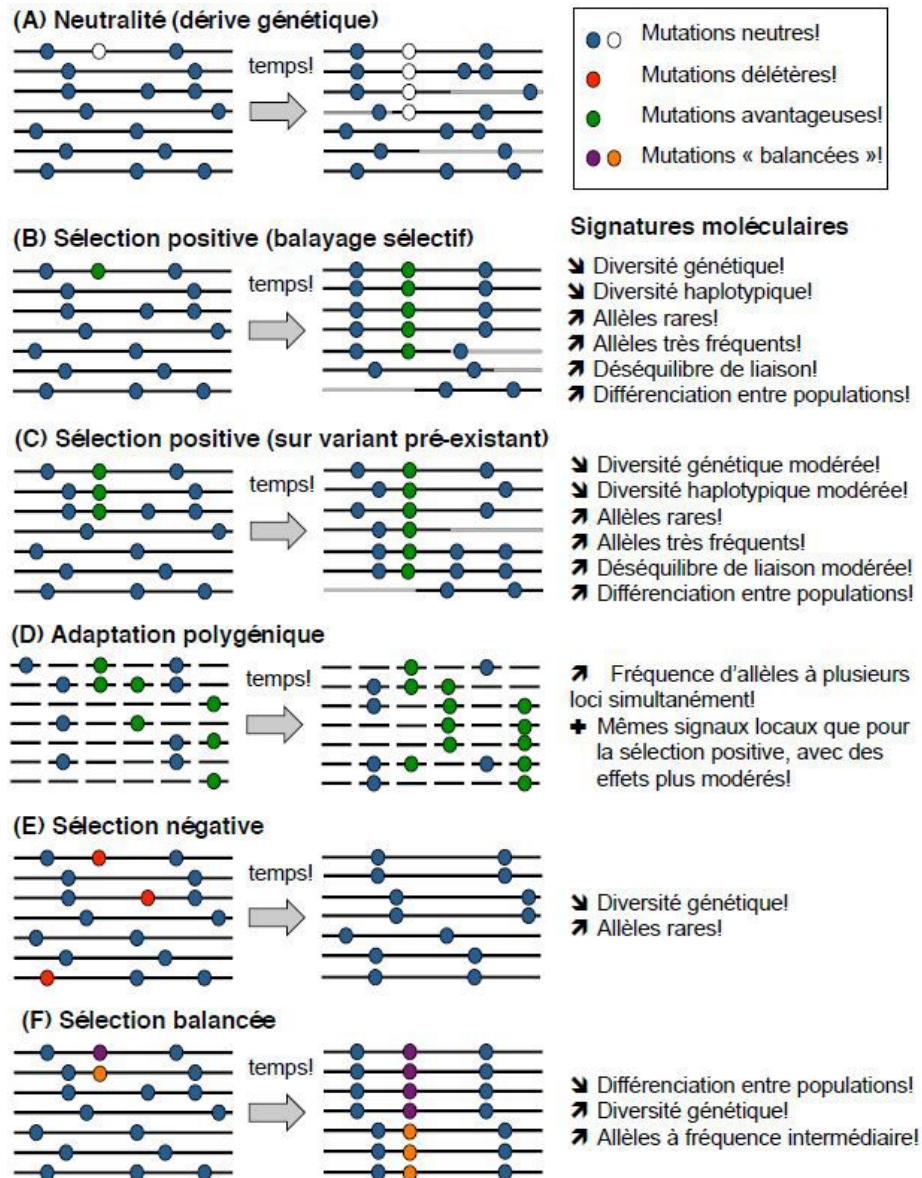 (A) Neutralité (dérive génétique)
temps!
Mutations neutres!
Mutations délétères!
Mutations avantageuses!
Mutations « balancées »!
(B) Sélection positive (balayage sélectif)
temps!
Signatures moléculaires
➘ Diversité génétique!
➘ Diversité haplotypique!
➚ Allèles rares!
➚ Allèles très fréquents!
➚ Déséquilibre de liaison!
➚ Différenciation entre populations!
(C) Sélection positive (sur variant pré-existant)
temps!
➘ Diversité génétique modérée!
➘ Diversité haplotypique modérée!
➚ Allèles rares!
➚ Allèles très fréquents!
➚ Déséquilibre de liaison modérée!
➚ Différenciation entre populations!
(D) Adaptation polygénique
temps!
➚ Fréquence d'allèles à plusieurs
loci simultanément!
✚ Mêmes signaux locaux que pour
la sélection positive, avec des
effets plus modérés!
(E) Sélection négative
temps!
➘ Diversité génétique!
➚ Allèles rares!
(F) Sélection balancée
temps!
➘ Différenciation entre populations!
➚ Diversité génétique!
➚ Allèles à fréquence intermédiaire!